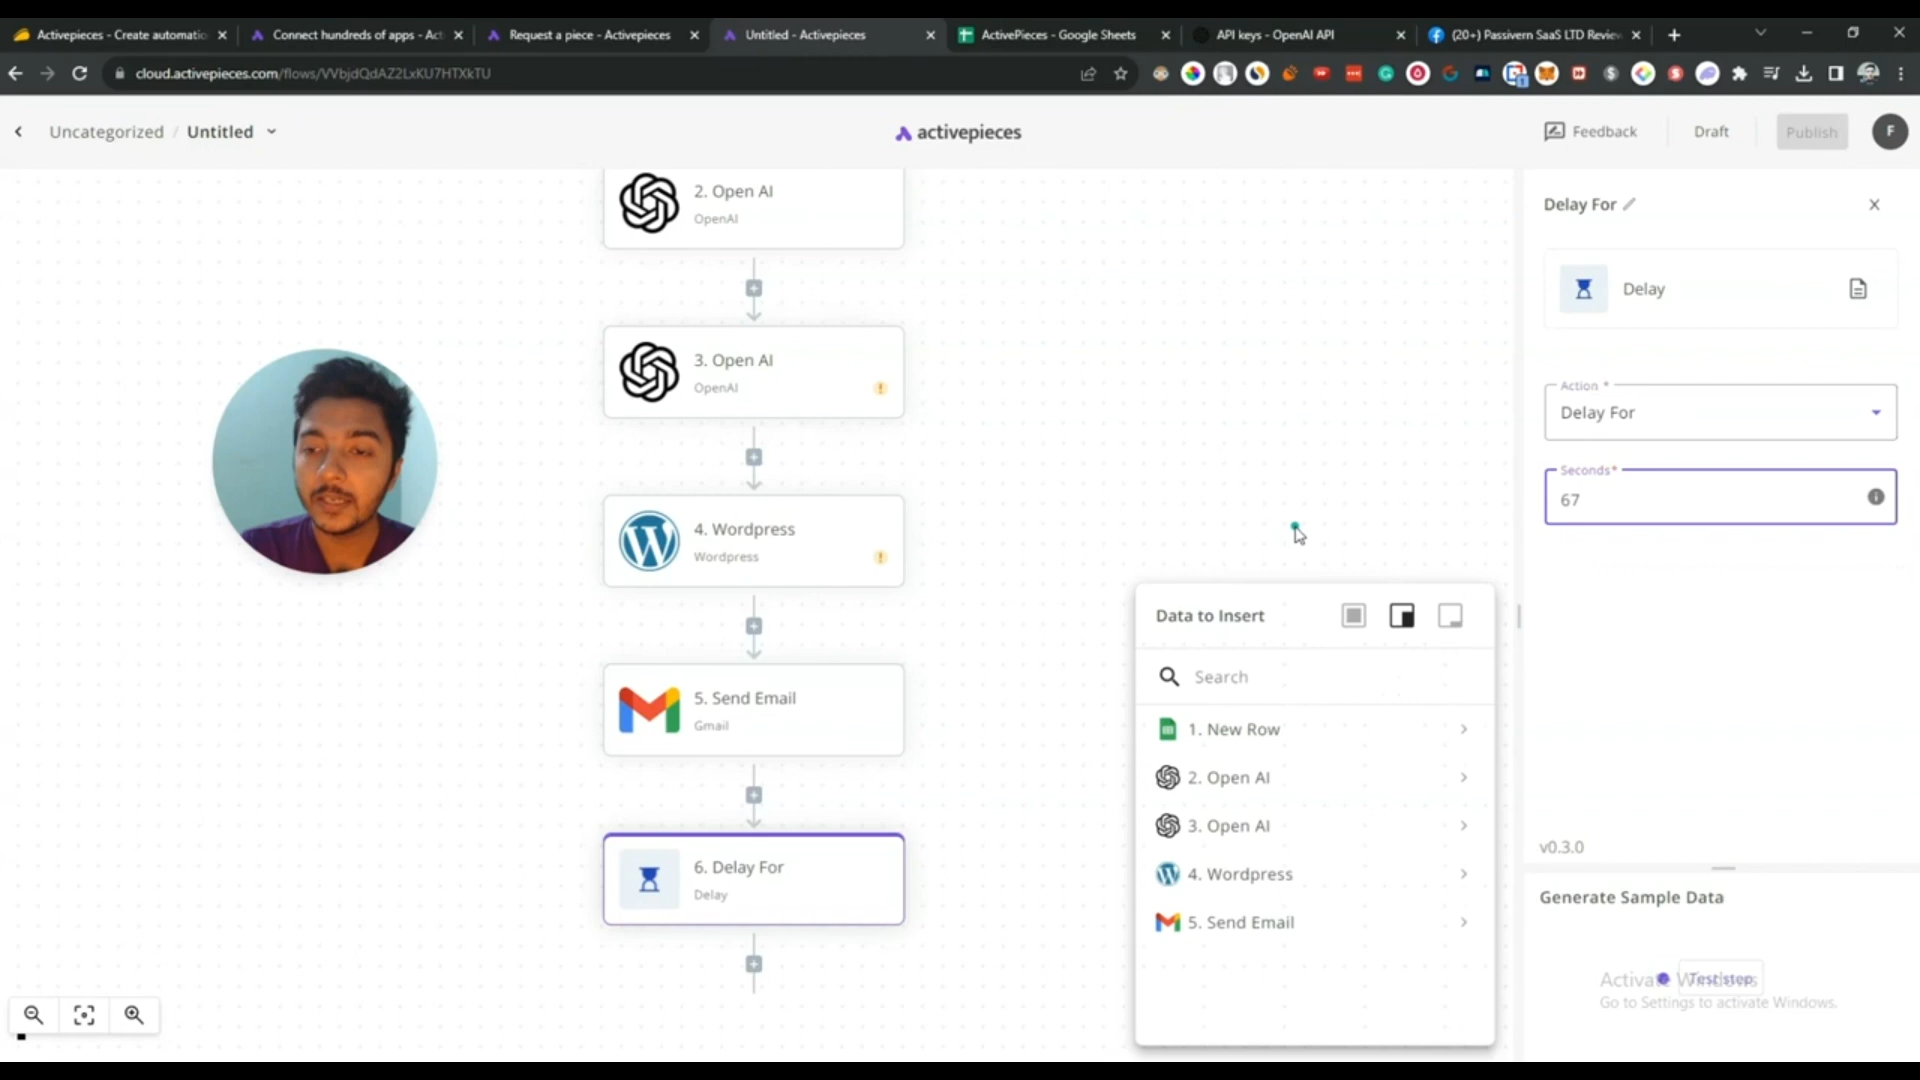 Activepieces - Create automatio
Connect hundreds of apps - Act
Request a piece - Activepieces
Untitled - Activepieces
ActivePieces - Google Sheets
API keys - OpenAI API
(20+) Passivern SaaS LTD Review
cloud.activepieces.com/flows/VVbjdQdAZ2LxKU7HTXkTU
Uncategorized / Untitled
activepieces
Feedback
Draft
Publish
F
2. Open AI
OpenAI
3. Open AI
OpenAI
4. Wordpress
Wordpress
5. Send Email
Gmail
6. Delay For
Delay
Data to Insert
Search
1. New Row
2. Open AI
3. Open AI
4. Wordpress
5. Send Email
Delay For
Delay
Action *
Delay For
Seconds*
67
v0.3.0
Generate Sample Data
Test step
Activate Windows
Go to Settings to activate Windows.